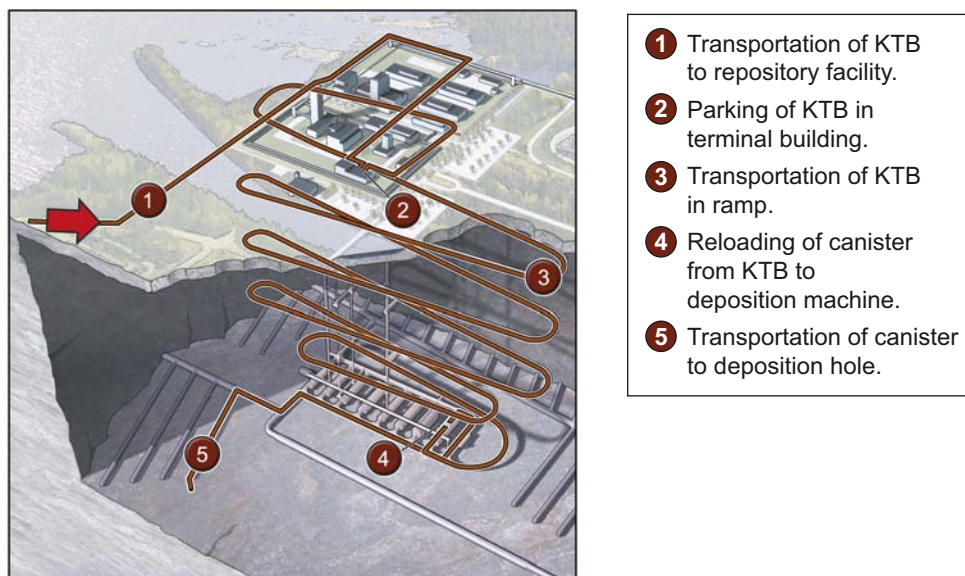 1
2
3
4
5
1 Transportation of KTB
to repository facility.
2 Parking of KTB in
terminal building.
3 Transportation of KTB
in ramp.
4 Reloading of canister
from KTB to
deposition machine.
5 Transportation of canister
to deposition hole.